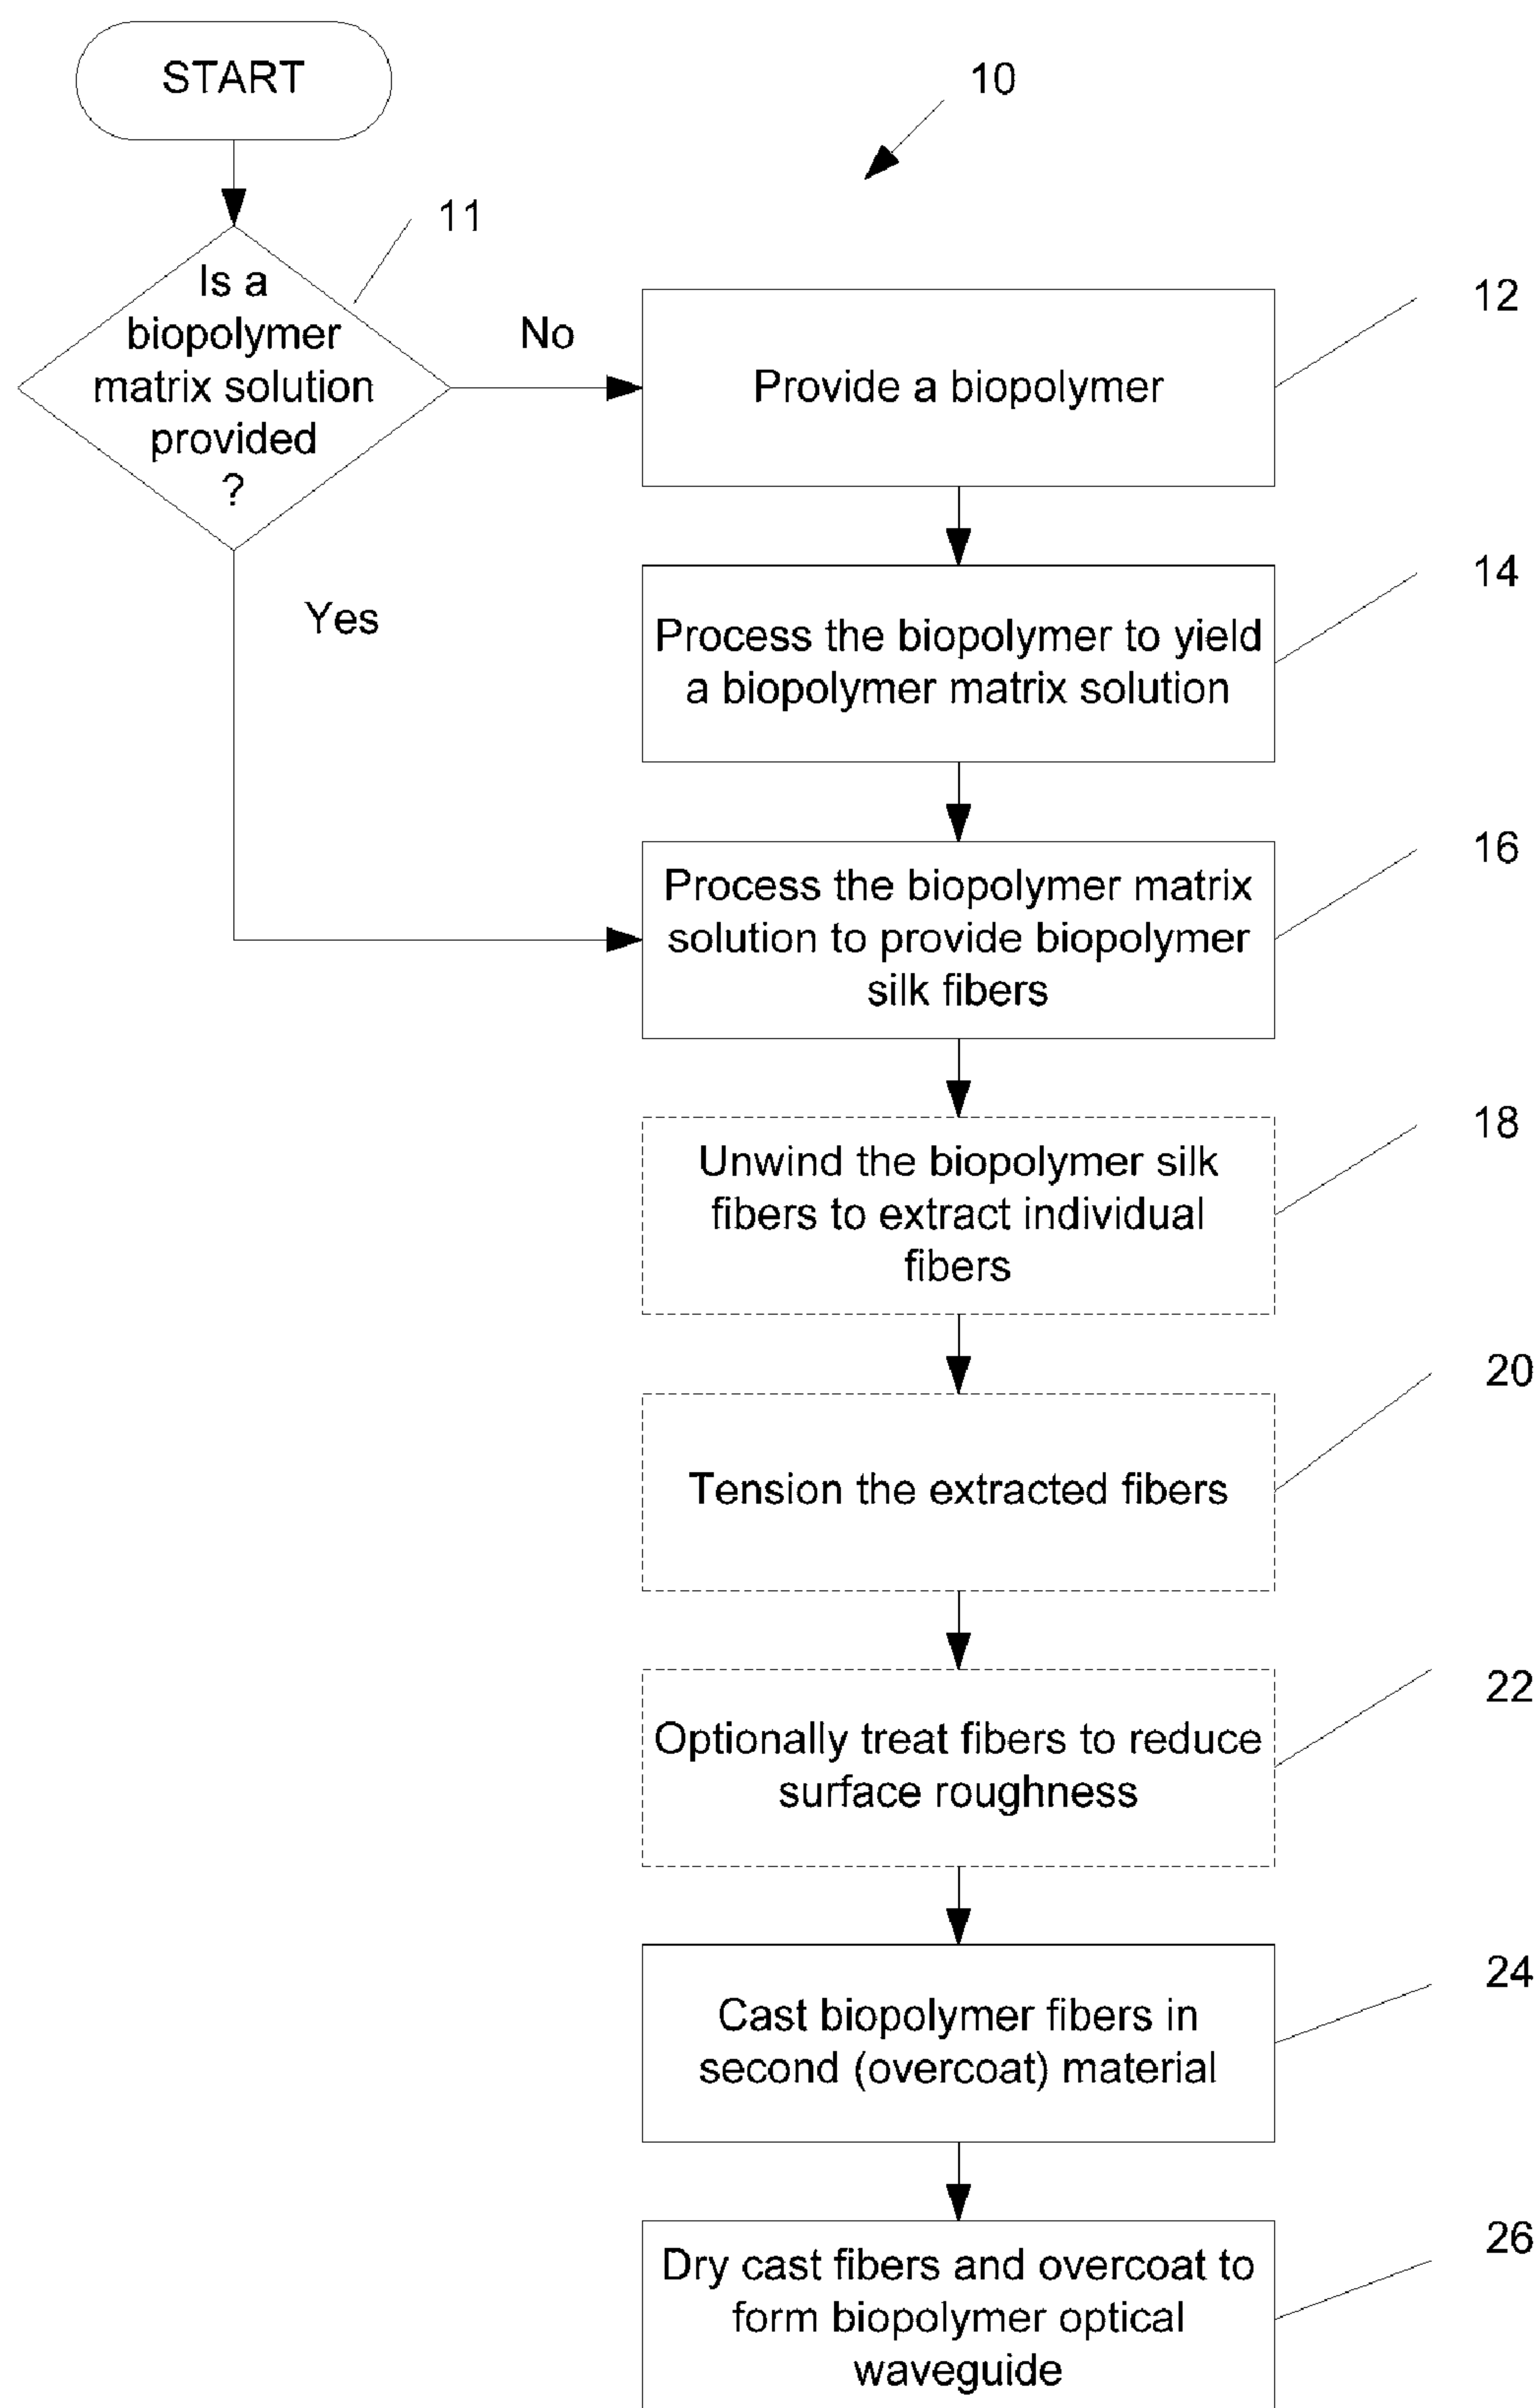 START
10
11
Is a
biopolymer
matrix solution
provided
?
No
Yes
12
Provide a biopolymer
14
Process the biopolymer to yield
a biopolymer matrix solution
16
Process the biopolymer matrix
solution to provide biopolymer
silk fibers
18
Unwind the biopolymer silk
fibers to extract individual
fibers
20
Tension the extracted fibers
22
Optionally treat fibers to reduce
surface roughness
24
Cast biopolymer fibers in
second (overcoat) material
26
Dry cast fibers and overcoat to
form biopolymer optical
waveguide